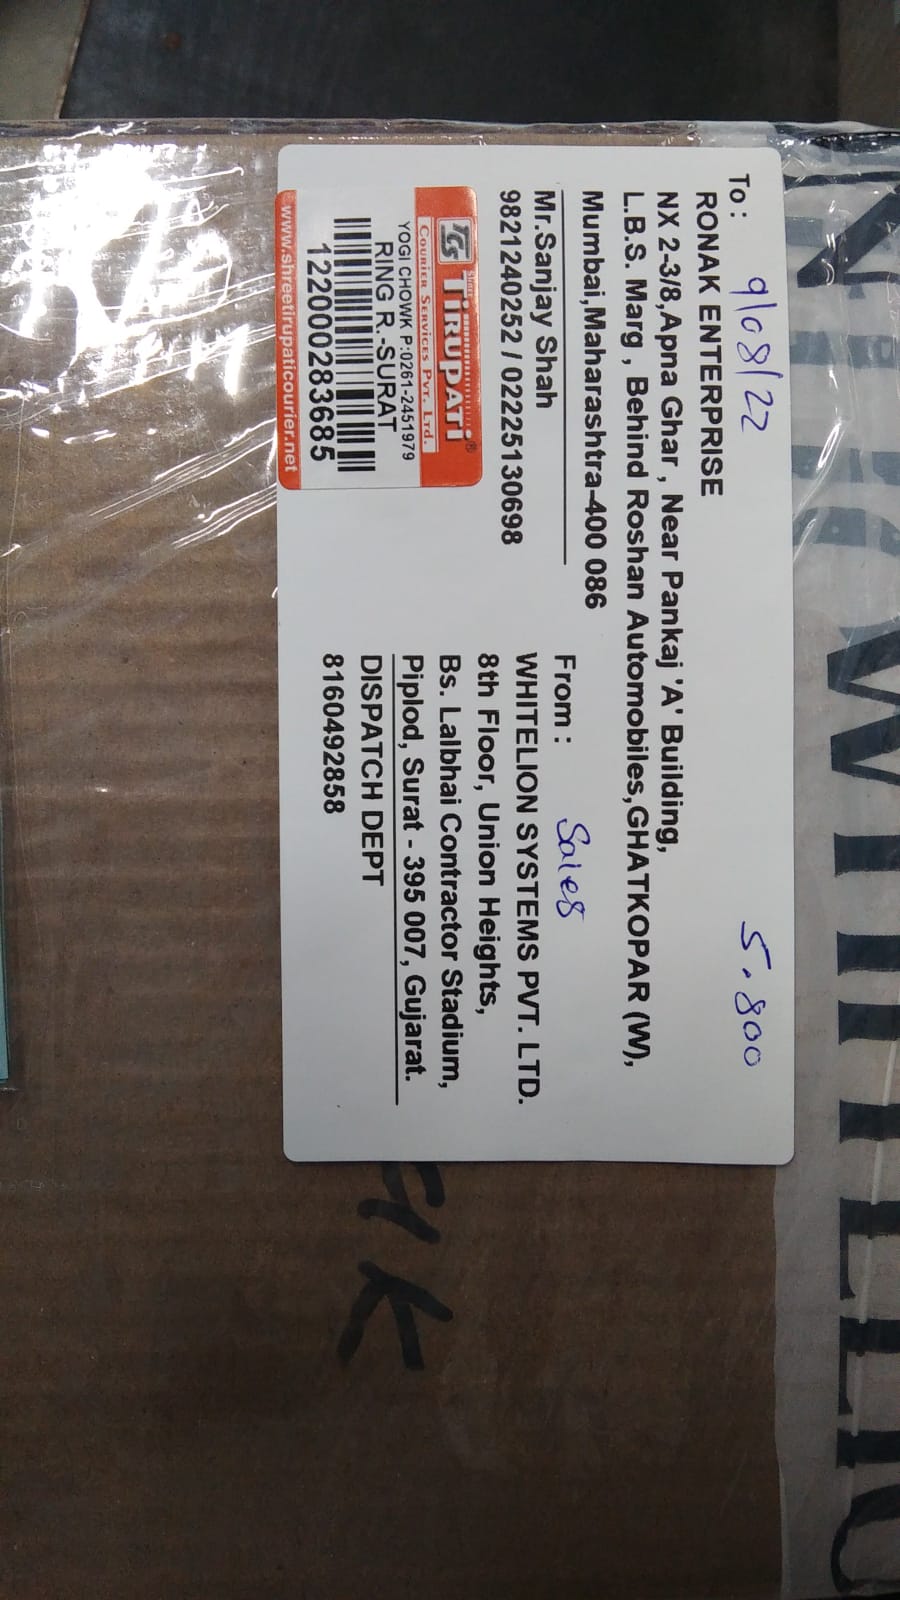 To: 9/08/22 5.800
RONAK ENTERPRISE
NX 2-3/8,Apna Ghar , Near Pankaj 'A' Building,
L.B.S. Marg , Behind Roshan Automobiles,GHATKOPAR (W),
Mumbai,Maharashtra-400 086
Mr.Sanjay Shah
9821240252 / 02225130698
SHREE TIRUPATI®
COURIER SERVICES PVT. LTD.
YOGI CHOWK P:0261-2451979
RING R.-SURAT
122000283685
www.shreetirupaticourier.net
From : Sales
WHITELION SYSTEMS PVT. LTD.
8th Floor, Union Heights,
Bs. Lalbhai Contractor Stadium,
Piplod, Surat - 395 007, Gujarat.
DISPATCH DEPT
8160492858